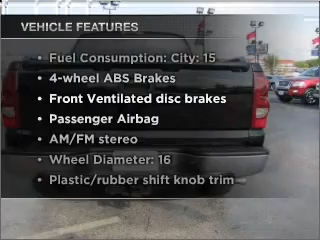 VEHICLE FEATURES
• Fuel Consumption: City: 15
• 4-wheel ABS Brakes
• Front Ventilated disc brakes
• Passenger Airbag
• AM/FM stereo
• Wheel Diameter: 16
• Plastic/rubber shift knob trim